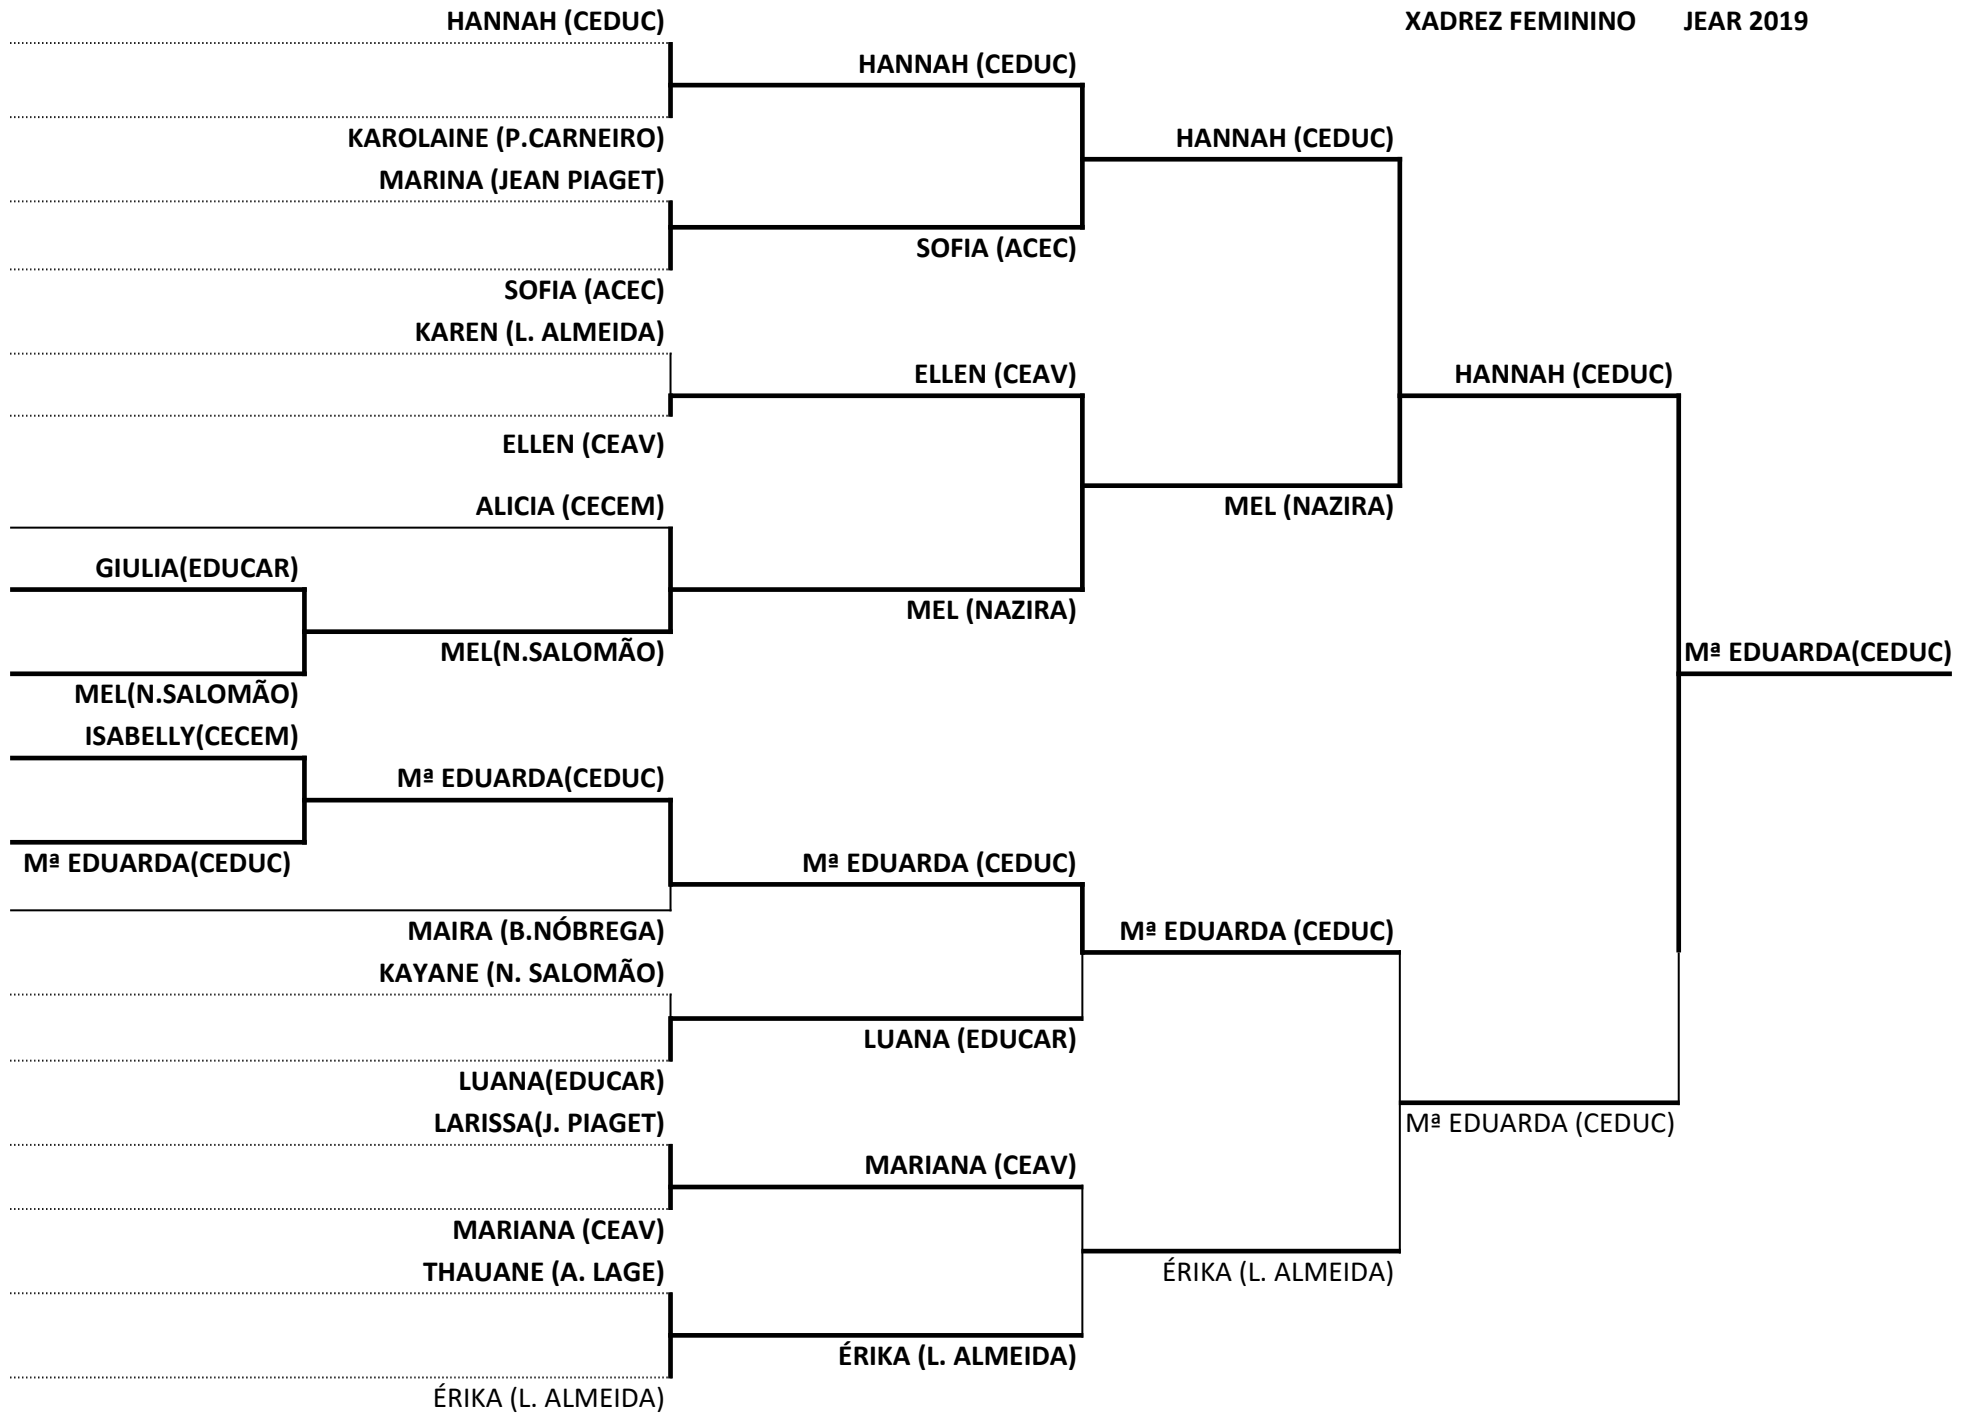 HANNAH (CEDUC)
XADREZ FEMININO JEAR 2019
HANNAH (CEDUC)
KAROLAINE (P.CARNEIRO)
HANNAH (CEDUC)
MARINA (JEAN PIAGET)
SOFIA (ACEC)
SOFIA (ACEC)
KAREN (L. ALMEIDA)
ELLEN (CEAV)
HANNAH (CEDUC)
ELLEN (CEAV)
ALICIA (CECEM)
MEL (NAZIRA)
GIULIA(EDUCAR)
MEL (NAZIRA)
MEL(N.SALOMÃO)
Mª EDUARDA(CEDUC)
MEL(N.SALOMÃO)
ISABELLY(CECEM)
Mª EDUARDA(CEDUC)
Mª EDUARDA(CEDUC)
Mª EDUARDA (CEDUC)
MAIRA (B.NÓBREGA)
Mª EDUARDA (CEDUC)
KAYANE (N. SALOMÃO)
LUANA (EDUCAR)
LUANA(EDUCAR)
LARISSA(J. PIAGET)
Mª EDUARDA (CEDUC)
MARIANA (CEAV)
MARIANA (CEAV)
THAUANE (A. LAGE)
ÉRIKA (L. ALMEIDA)
ÉRIKA (L. ALMEIDA)
ÉRIKA (L. ALMEIDA)